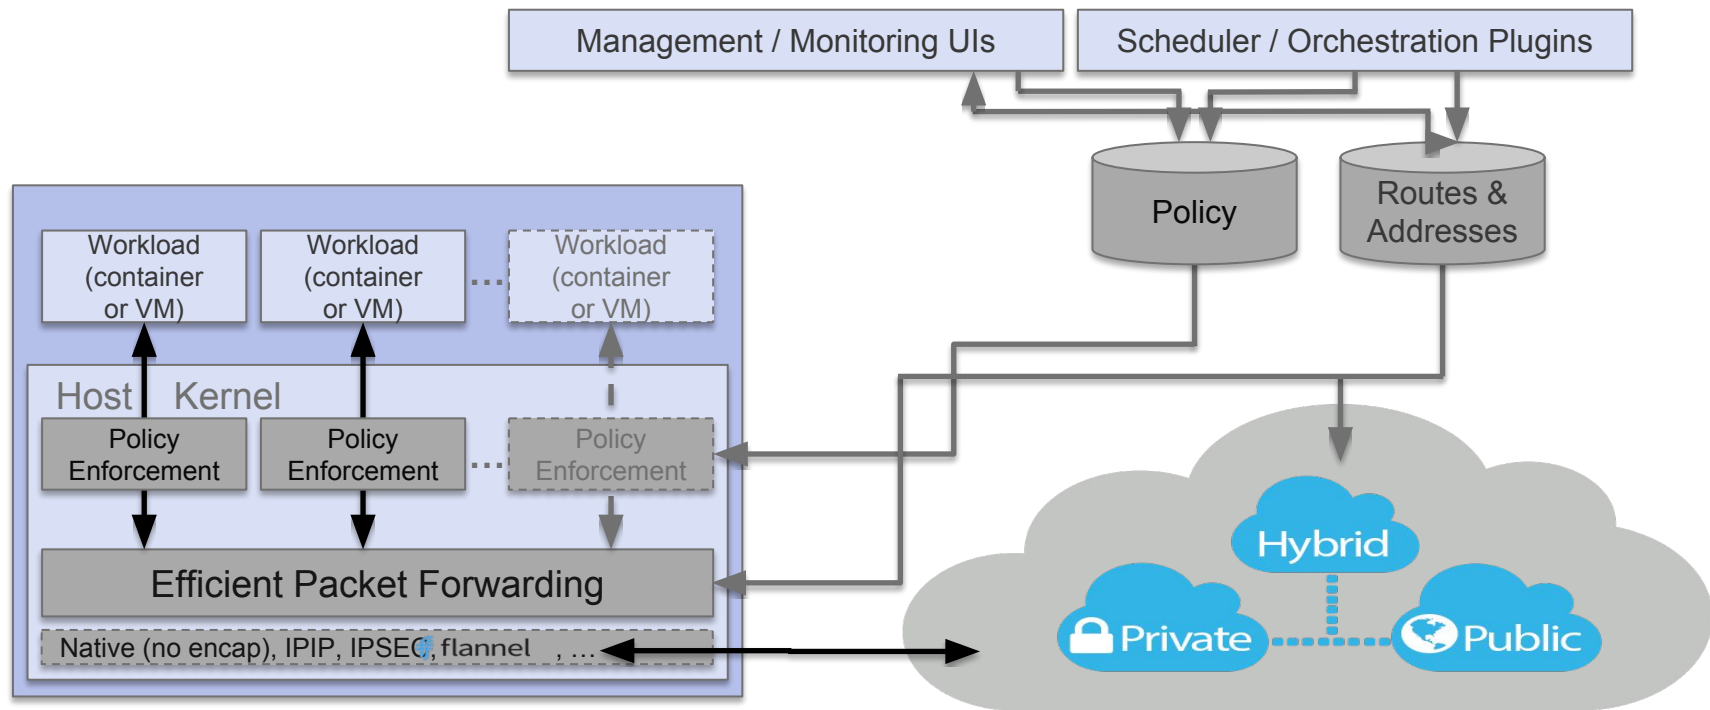 Management / Monitoring UIs
Scheduler / Orchestration Plugins
Policy
Routes &
Addresses
Workload
(container
or VM)
Workload
(container
or VM)
...
Workload
(container
or VM)
Host Kernel
Policy
Enforcement
Policy
Enforcement
...
Policy
Enforcement
Efficient Packet Forwarding
Native (no encap), IPIP, IPSEC, flannel , ...
Hybrid
Private
Public